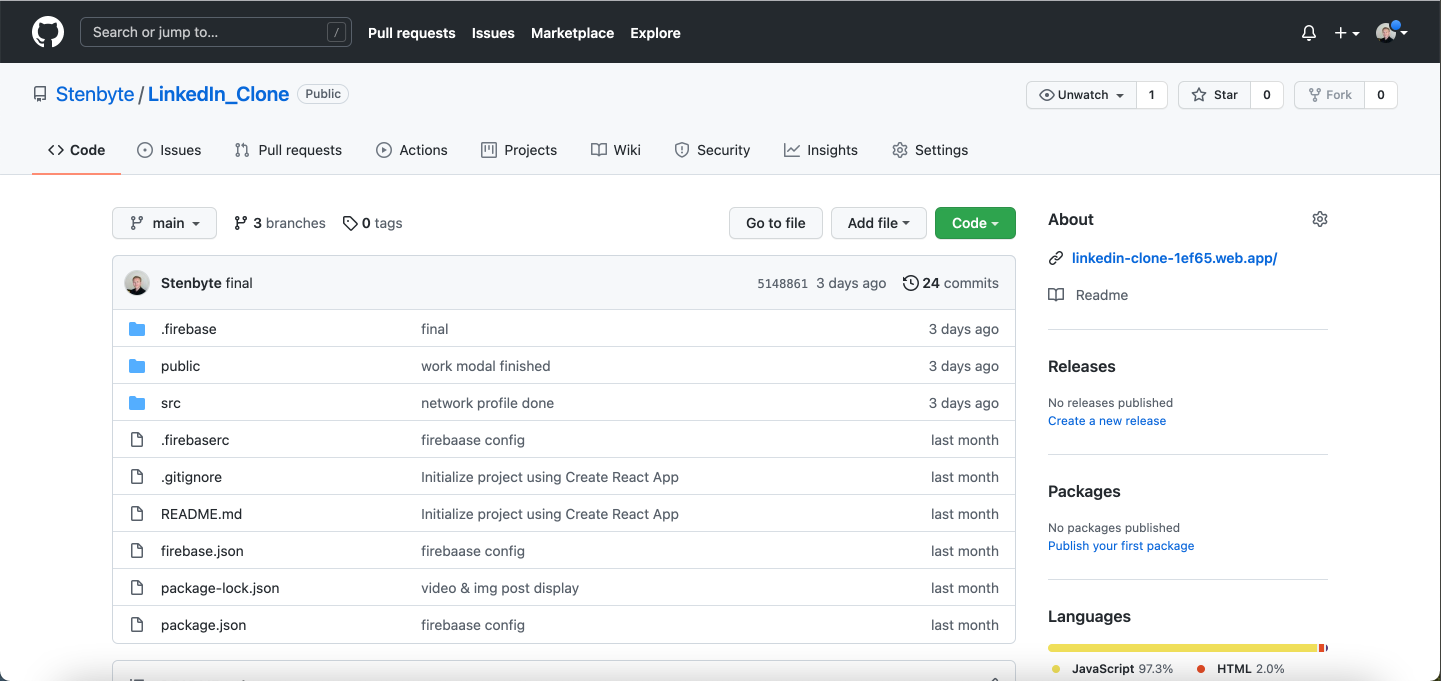 Search or jump to... /
Pull requests Issues Marketplace Explore
Stenbyte / LinkedIn_Clone Public
Unwatch 1 Star 0 Fork 0
Code Issues Pull requests Actions Projects Wiki Security Insights Settings
main 3 branches 0 tags Go to file Add file Code
Stenbyte final 5148861 3 days ago 24 commits
.firebase final 3 days ago
public work modal finished 3 days ago
src network profile done 3 days ago
.firebaserc firebaase config last month
.gitignore Initialize project using Create React App last month
README.md Initialize project using Create React App last month
firebase.json firebaase config last month
package-lock.json video & img post display last month
package.json firebaase config last month
About
linkedin-clone-1ef65.web.app/
Readme
Releases
No releases published
Create a new release
Packages
No packages published
Publish your first package
Languages
JavaScript 97.3% HTML 2.0%